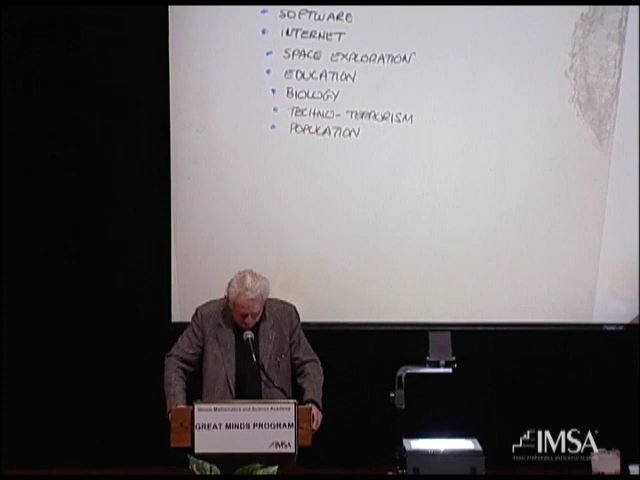 • SOFTWARE
• INTERNET
• SPACE EXPLORATION
• EDUCATION
• BIOLOGY
• TECHNO-TERRORISM
• POPULATION
Illinois Mathematics and Science Academy
GREAT MINDS PROGRAM
IMSA
IMSA